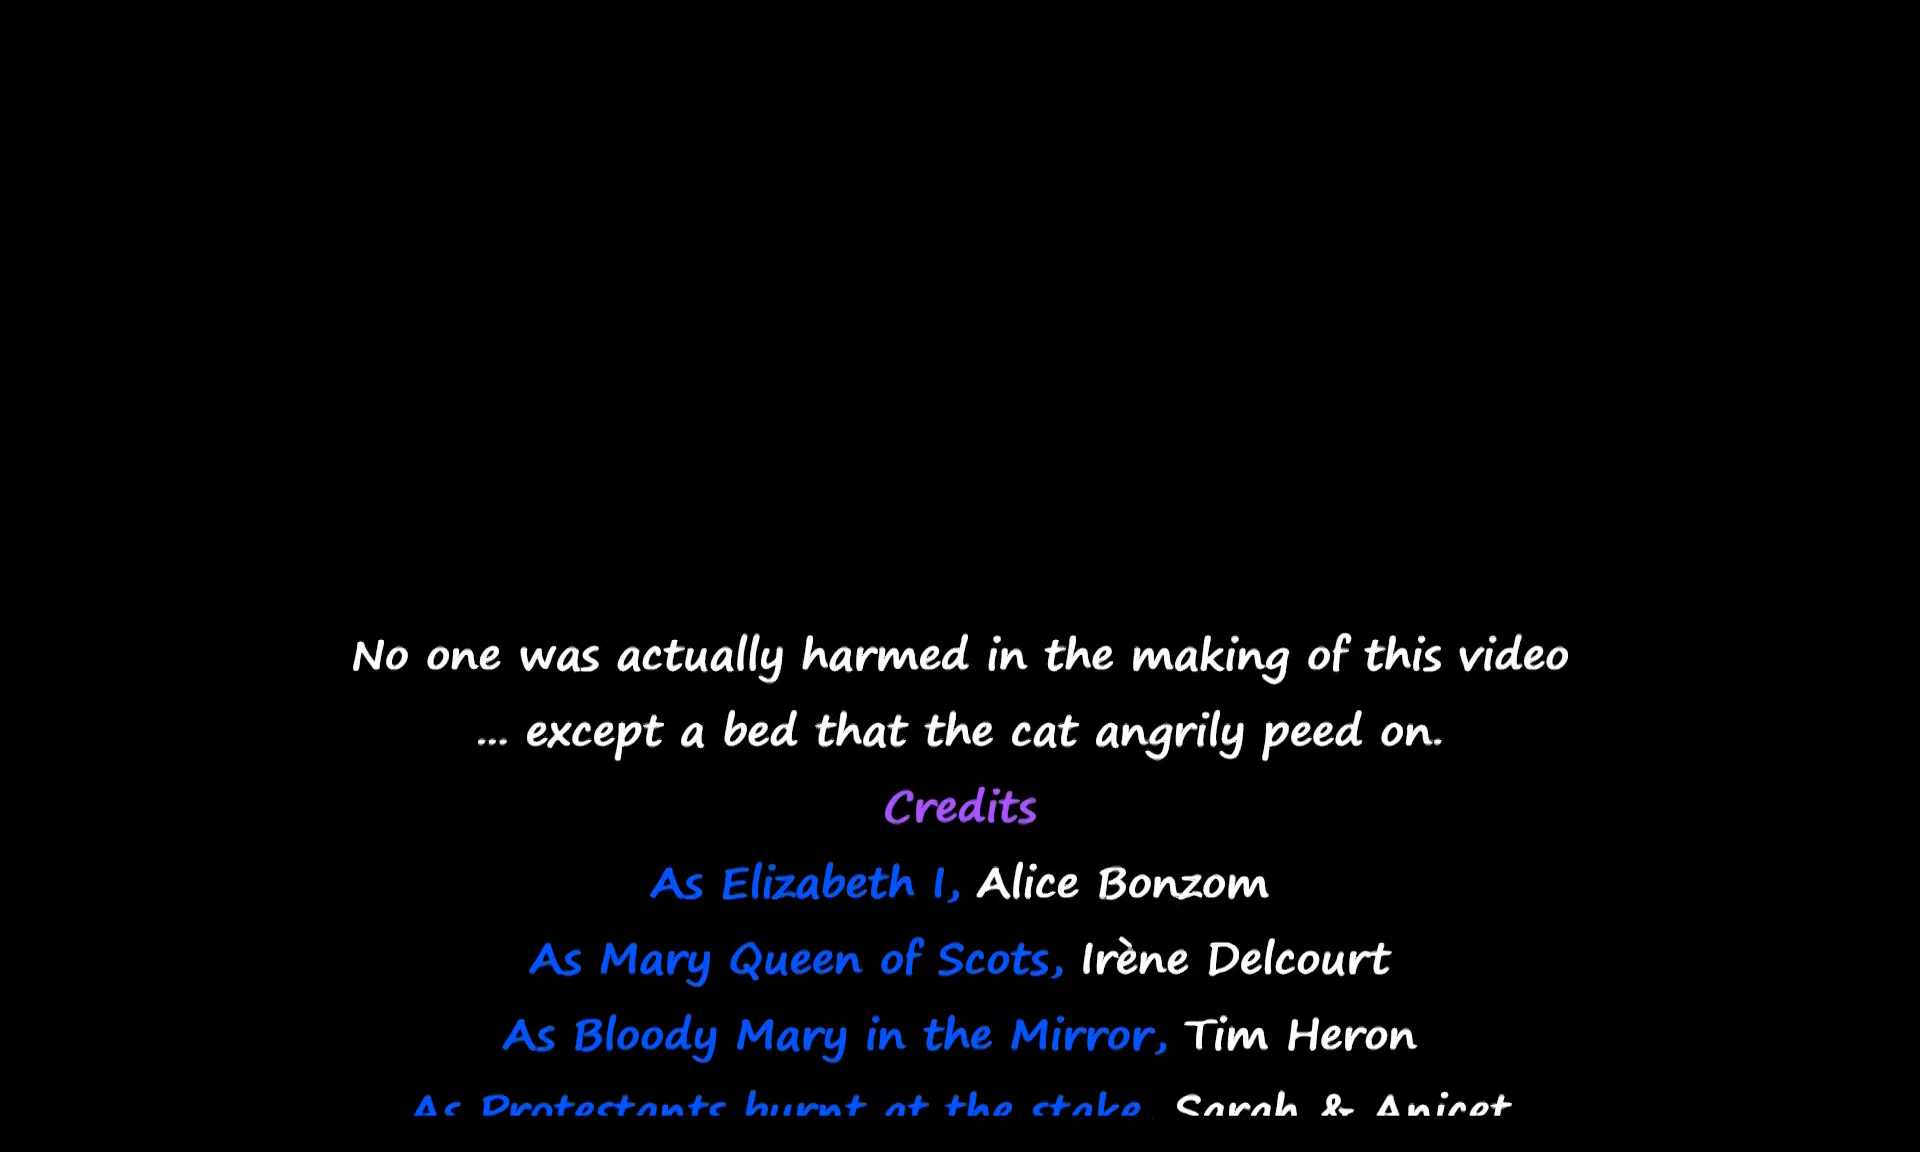 No one was actually harmed in the making of this video
... except a bed that the cat angrily peed on.
Credits
As Elizabeth I, Alice Bonzom
As Mary Queen of Scots, Irène Delcourt
As Bloody Mary in the Mirror, Tim Heron
As Protestants burnt at the stake, Sarah & Anicet